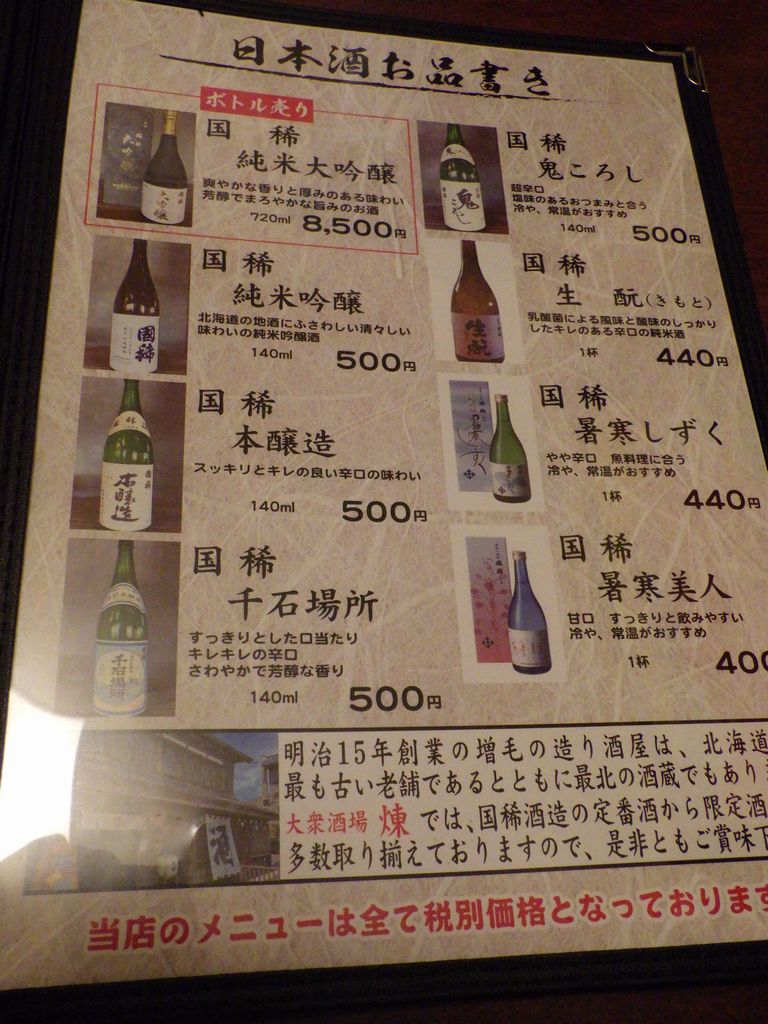 日本酒お品書き
ボトル売り
国 稀
純米大吟醸
爽やかな香りと厚みのある味わい
芳醇でまろやかな旨みのお酒
720ml 8,500円
国 稀
純米吟醸
北海道の地酒にふさわしい清々しい
味わいの純米吟醸酒
140ml 500円
国 稀
本醸造
スッキリとキレの良い辛口の味わい
140ml 500円
国 稀
千石場所
すっきりとした口当たり
キレキレの辛口
さわやかで芳醇な香り
140ml 500円
国 稀
鬼ころし
超辛口
塩味のあるおつまみと合う
冷や、常温がおすすめ
140ml 500円
国 稀
生 酛(きもと)
乳酸菌による風味と酸味のしっかり
したキレのある辛口の純米酒
1杯 440円
国 稀
暑寒しずく
やや辛口 魚料理に合う
冷や、常温がおすすめ
1杯 440円
国 稀
暑寒美人
甘口 すっきりと飲みやすい
冷や、常温がおすすめ
1杯 400
大吟醸
國稀
本醸造
千石場所
鬼ころし
生酛
明治15年創業の増毛の造り酒屋は、北海道
最も古い老舗であるとともに最北の酒蔵でもあり
大衆酒場 煉 では、国稀酒造の定番酒から限定酒
多数取り揃えておりますので、是非ともご賞味下
当店のメニューは全て税別価格となっております